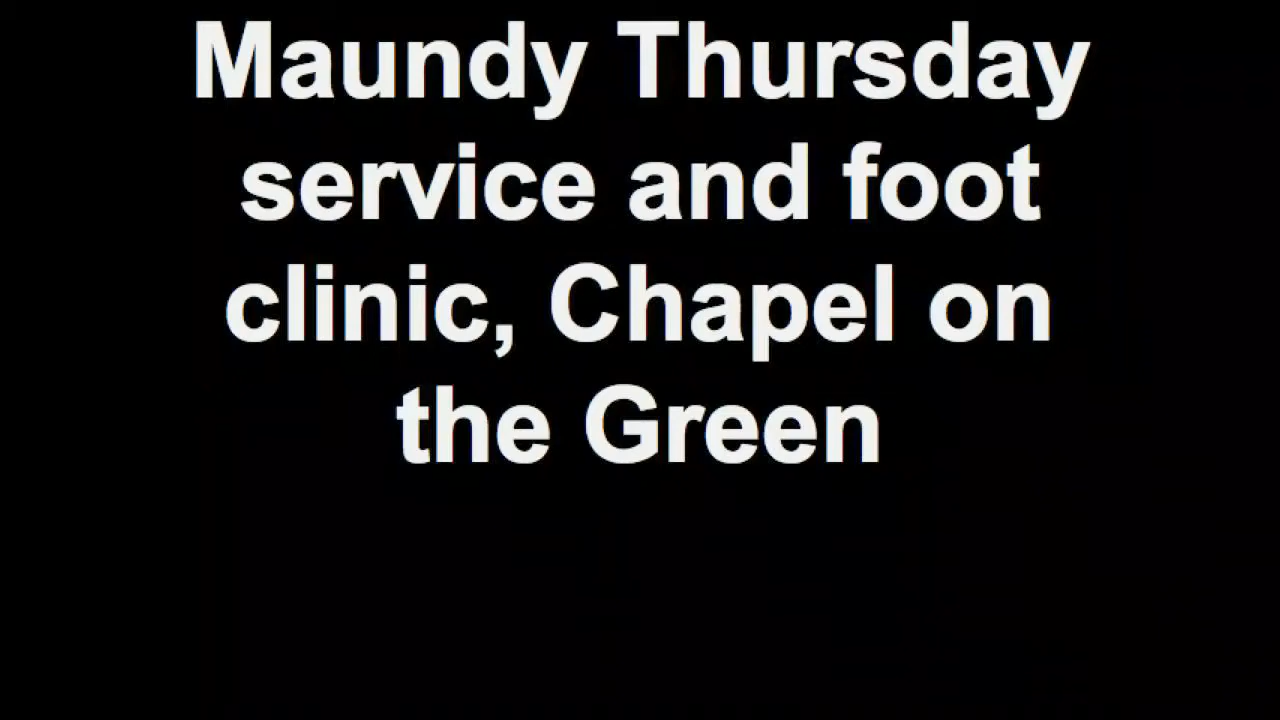 Maundy Thursday
service and foot
clinic, Chapel on
the Green